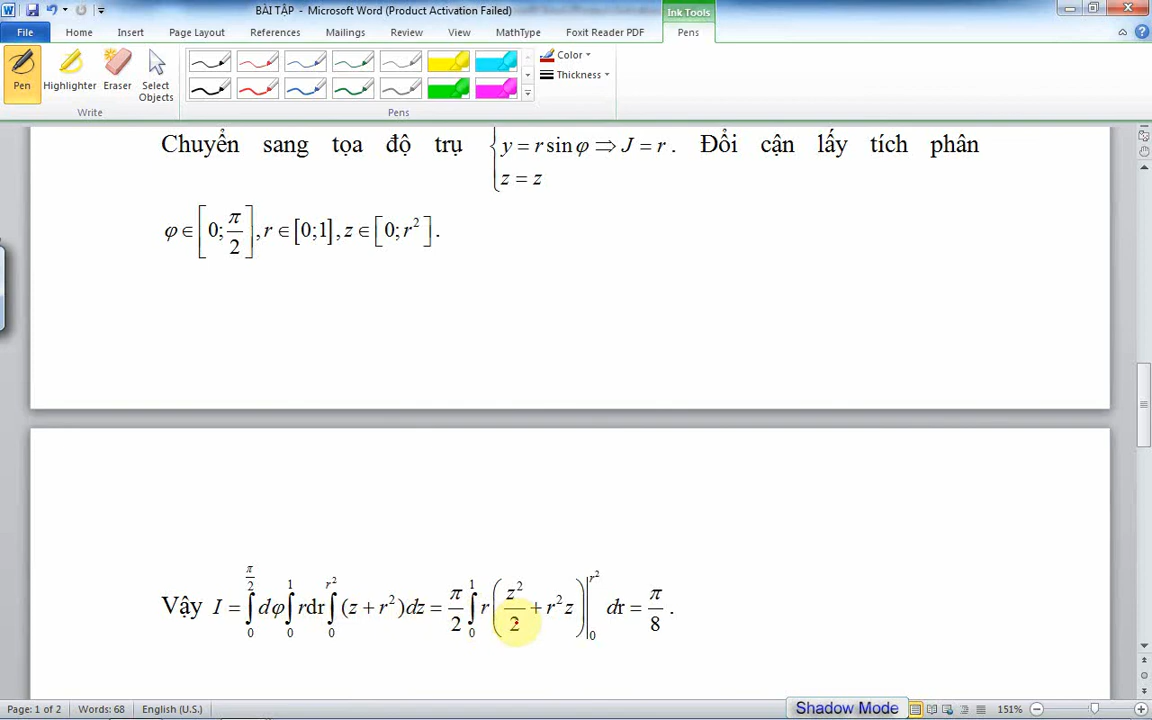 BÀI TẬP - Microsoft Word (Product Activation Failed)
Ink Tools
File Home Insert Page Layout References Mailings Review View MathType Foxit Reader PDF Pens
Pen Highlighter Eraser Select Objects
Color
Thickness
Write Pens
Chuyển sang tọa độ trụ { y = r sin φ ⇒ J = r . Đổi cận lấy tích phân
z = z
φ ∈ [0; π/2], r ∈ [0;1], z ∈ [0; r²].
Vậy I = ∫₀^{π/2} dφ ∫₀^1 rdr ∫₀^{r²} (z + r²)dz = π/2 ∫₀^1 r (z²/2 + r²z)|₀^{r²} dr = π/8 .
Page: 1 of 2 Words: 68 English (U.S.) Shadow Mode 151%